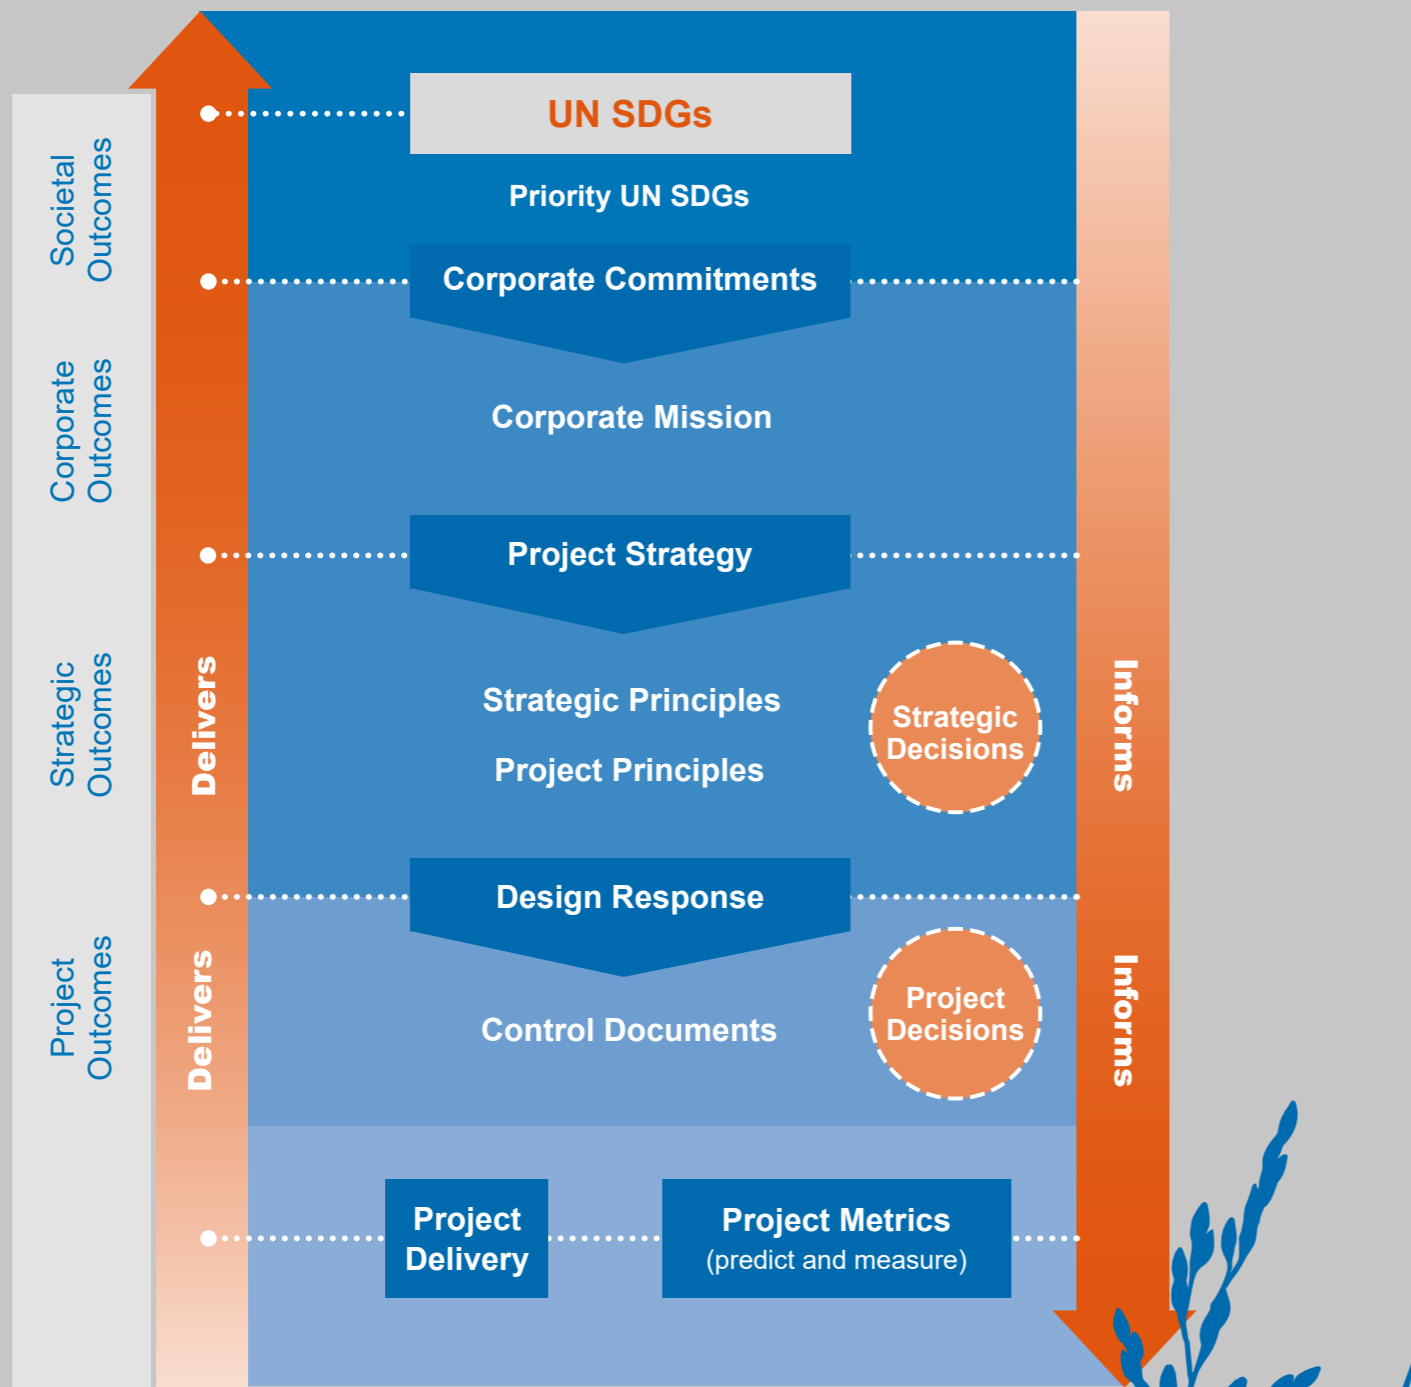 UN SDGs
Priority UN SDGs
Societal
Outcomes
Corporate Commitments
Corporate
Outcomes
Corporate Mission
Project Strategy
Strategic
Outcomes
Delivers
Strategic Principles
Project Principles
Strategic
Decisions
Informs
Design Response
Project
Outcomes
Delivers
Control Documents
Project
Decisions
Informs
Project
Delivery
Project Metrics
(predict and measure)